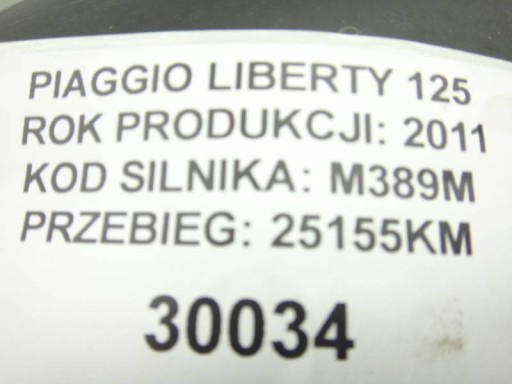 PIAGGIO LIBERTY 125
ROK PRODUKCJI: 2011
KOD SILNIKA: M389M
PRZEBIEG: 25155KM
30034